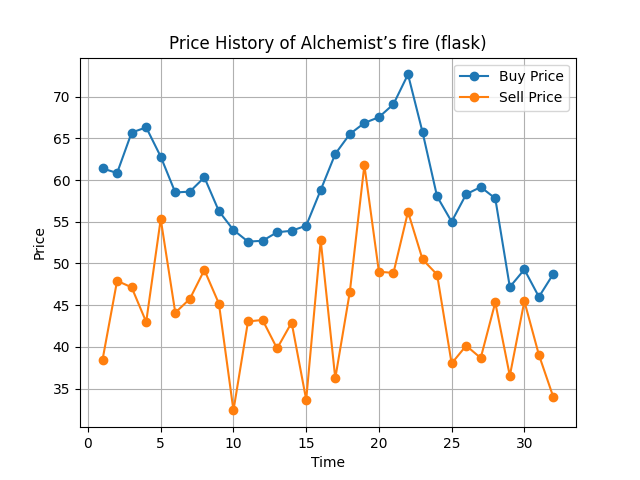 Price History of Alchemist’s fire (flask)
Buy Price
Sell Price
Price
70
65
60
55
50
45
40
35
0 5 10 15 20 25 30
Time